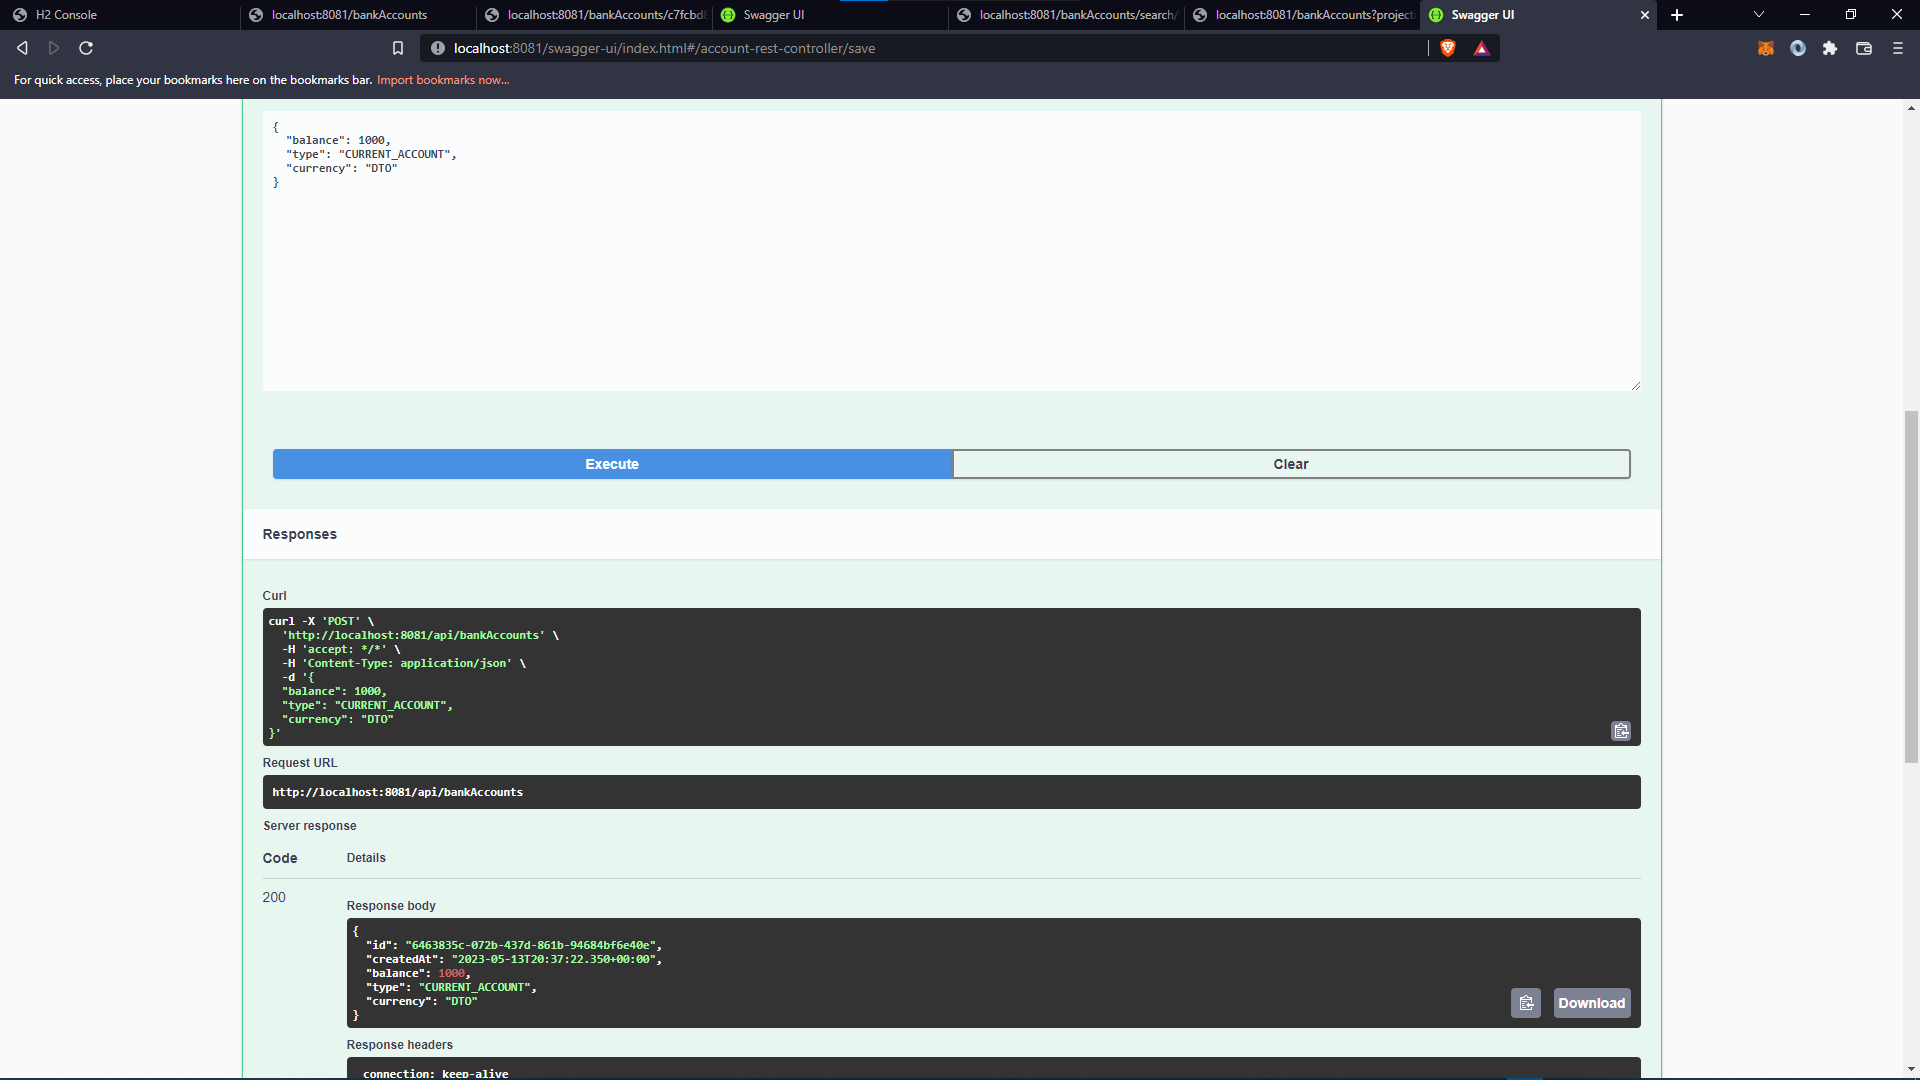 H2 Console
localhost:8081/bankAccounts
localhost:8081/bankAccounts/c7fcbd8
Swagger UI
localhost:8081/bankAccounts/search/
localhost:8081/bankAccounts?project
Swagger UI
localhost:8081/swagger-ui/index.html#/account-rest-controller/save
For quick access, place your bookmarks here on the bookmarks bar. Import bookmarks now...
{
"balance": 1000,
"type": "CURRENT_ACCOUNT",
"currency": "DTO"
}
Execute
Clear
Responses
Curl
curl -X 'POST' \
'http://localhost:8081/api/bankAccounts' \
-H 'accept: */*' \
-H 'Content-Type: application/json' \
-d '{
"balance": 1000,
"type": "CURRENT_ACCOUNT",
"currency": "DTO"
}'
Request URL
http://localhost:8081/api/bankAccounts
Server response
Code Details
200
Response body
{
"id": "6463835c-072b-437d-861b-94684bf6e40e",
"createdAt": "2023-05-13T20:37:22.350+00:00",
"balance": 1000,
"type": "CURRENT_ACCOUNT",
"currency": "DTO"
}
Download
Response headers
connection: keep-alive